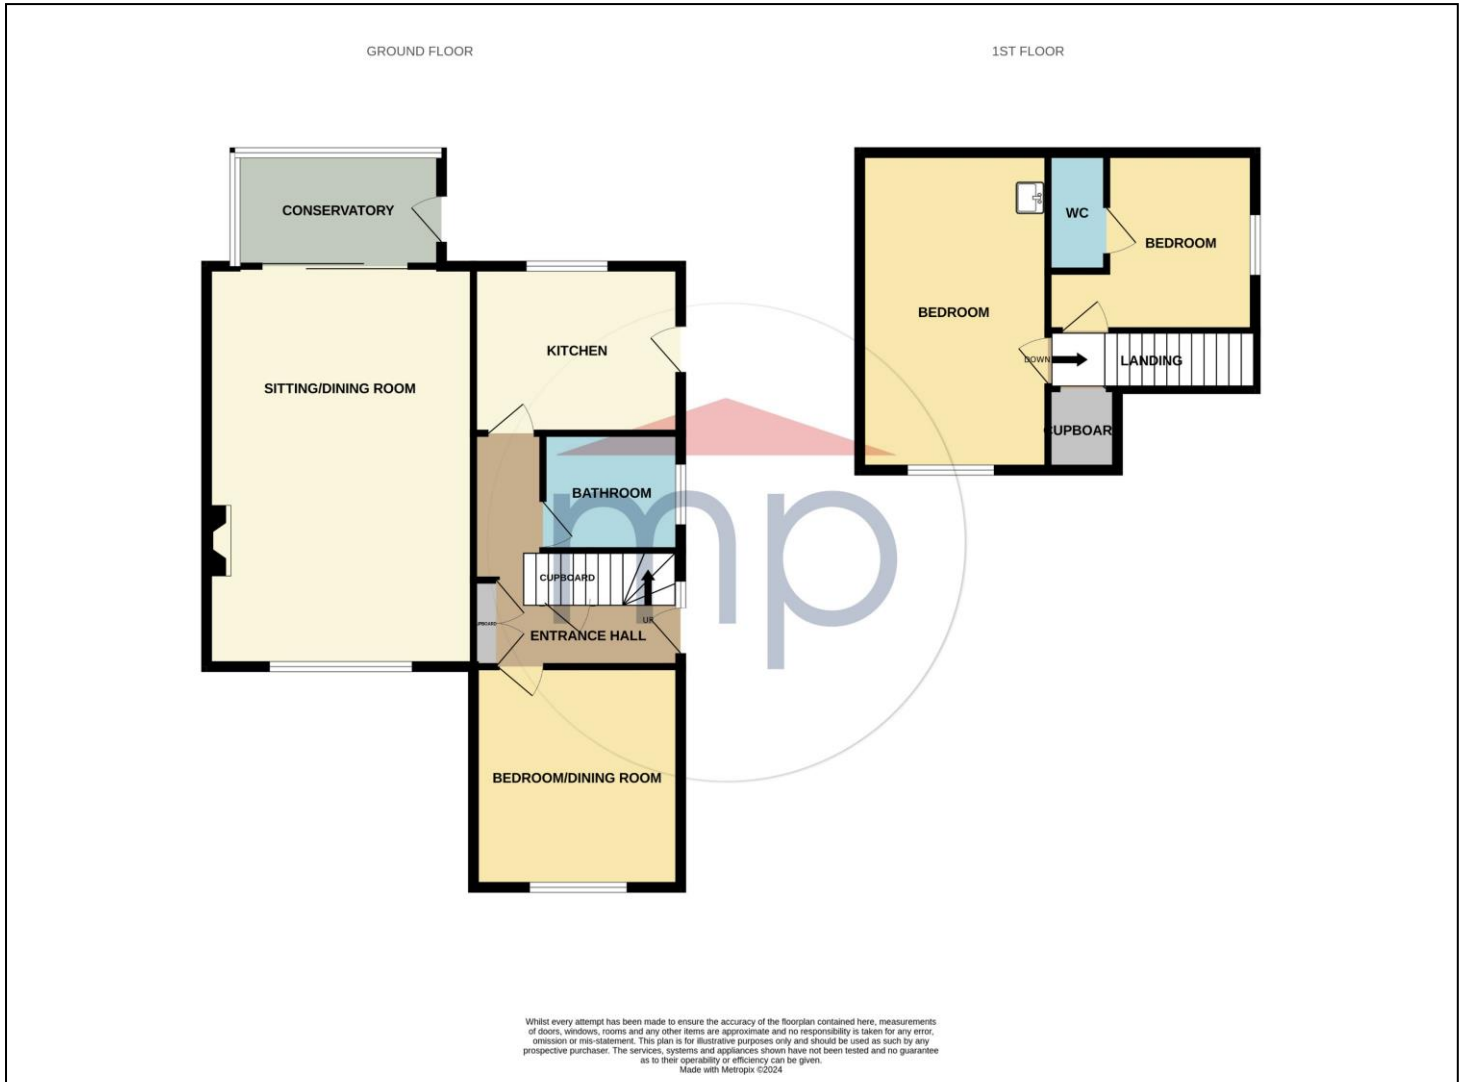 GROUND FLOOR
1ST FLOOR
CONSERVATORY
SITTING/DINING ROOM
KITCHEN
BATHROOM
CUPBOARD
UP
CUPBOARD
ENTRANCE HALL
BEDROOM/DINING ROOM
WC
BEDROOM
BEDROOM
DOWN
LANDING
CUPBOARD
mp
Whilst every attempt has been made to ensure the accuracy of the floorplan contained here, measurements
of doors, windows, rooms and any other items are approximate and no responsibility is taken for any error,
omission or mis-statement. This plan is for illustrative purposes only and should be used as such by any
prospective purchaser. The services, systems and appliances shown have not been tested and no guarantee
as to their operability or efficiency can be given.
Made with Metropix ©2024